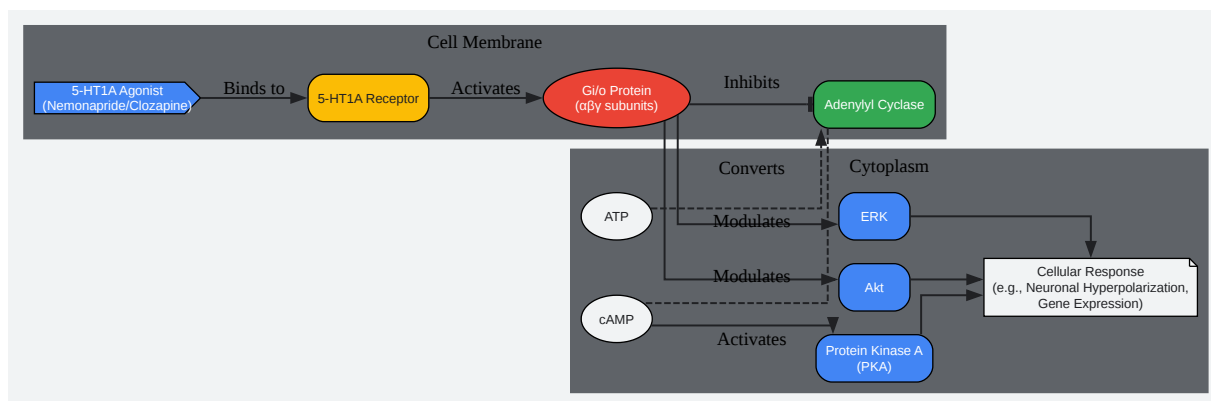 Cell Membrane
5-HT1A Agonist
(Nemonapride/Clozapine)
Binds to
5-HT1A Receptor
Activates
Gi/o Protein
(αβγ subunits)
Inhibits
Adenylyl Cyclase
Cytoplasm
Converts
ATP
Modulates
ERK
Modulates
Akt
Cellular Response
(e.g., Neuronal Hyperpolarization,
Gene Expression)
cAMP
Activates
Protein Kinase A
(PKA)